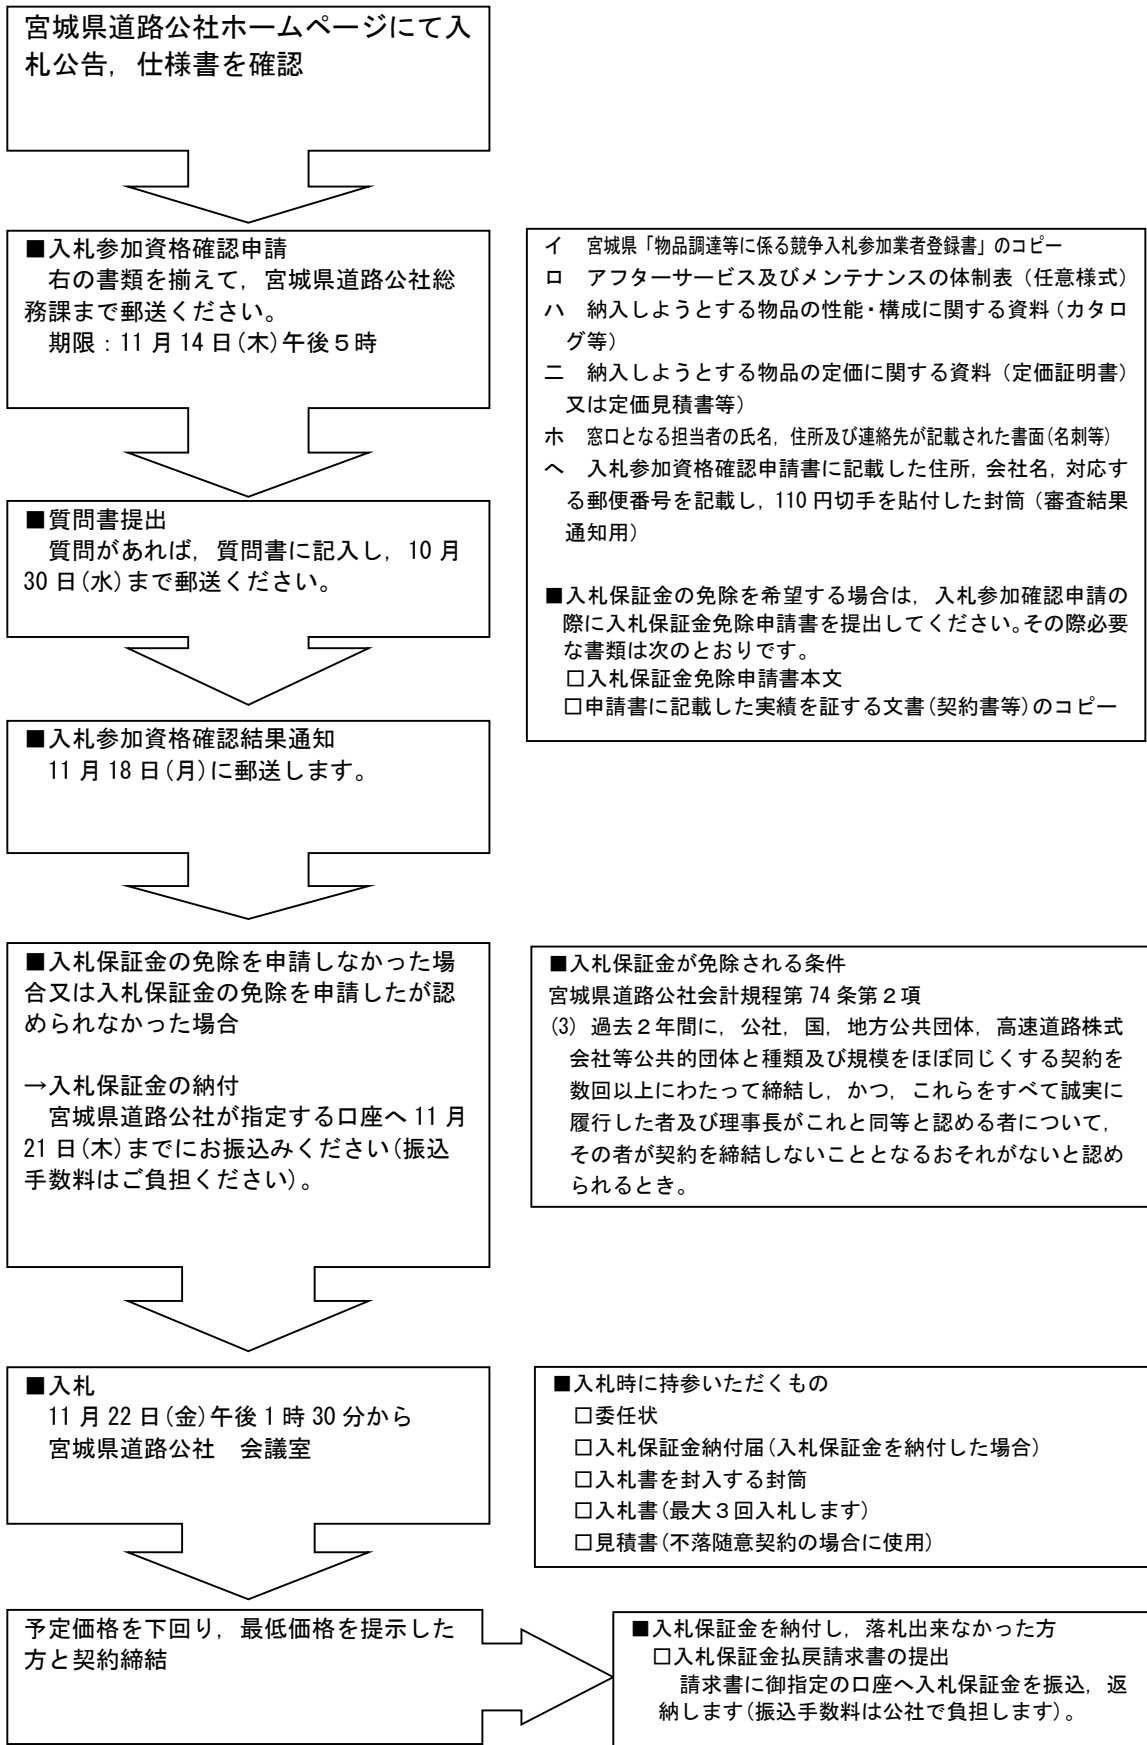 宮城県道路公社ホームページにて入
札公告，仕様書を確認
■入札参加資格確認申請
右の書類を揃えて，宮城県道路公社総
務課まで郵送ください。
期限：11月14日(木)午後５時
イ　宮城県「物品調達等に係る競争入札参加業者登録書」のコピー
ロ　アフターサービス及びメンテナンスの体制表（任意様式）
ハ　納入しようとする物品の性能・構成に関する資料（カタロ
グ等）
ニ　納入しようとする物品の定価に関する資料（定価証明書）
又は定価見積書等）
ホ　窓口となる担当者の氏名，住所及び連絡先が記載された書面(名刺等)
ヘ　入札参加資格確認申請書に記載した住所，会社名，対応す
る郵便番号を記載し，110円切手を貼付した封筒（審査結果
通知用）
■入札保証金の免除を希望する場合は，入札参加確認申請の
際に入札保証金免除申請書を提出してください。その際必要
な書類は次のとおりです。
□入札保証金免除申請書本文
□申請書に記載した実績を証する文書(契約書等)のコピー
■質問書提出
質問があれば，質問書に記入し，10月
30日(水)まで郵送ください。
■入札参加資格確認結果通知
11月18日(月)に郵送します。
■入札保証金の免除を申請しなかった場
合又は入札保証金の免除を申請したが認
められなかった場合
→入札保証金の納付
宮城県道路公社が指定する口座へ11月
21日(木)までにお振込みください(振込
手数料はご負担ください)。
■入札保証金が免除される条件
宮城県道路公社会計規程第74条第２項
(3) 過去２年間に，公社，国，地方公共団体，高速道路株式
会社等公共的団体と種類及び規模をほぼ同じくする契約を
数回以上にわたって締結し，かつ，これらをすべて誠実に
履行した者及び理事長がこれと同等と認める者について，
その者が契約を締結しないこととなるおそれがないと認め
られるとき。
■入札
11月22日(金)午後1時30分から
宮城県道路公社　会議室
■入札時に持参いただくもの
□委任状
□入札保証金納付届(入札保証金を納付した場合)
□入札書を封入する封筒
□入札書(最大３回入札します)
□見積書(不落随意契約の場合に使用)
予定価格を下回り，最低価格を提示した
方と契約締結
■入札保証金を納付し，落札出来なかった方
□入札保証金払戻請求書の提出
請求書に御指定の口座へ入札保証金を振込，返
納します(振込手数料は公社で負担します)。